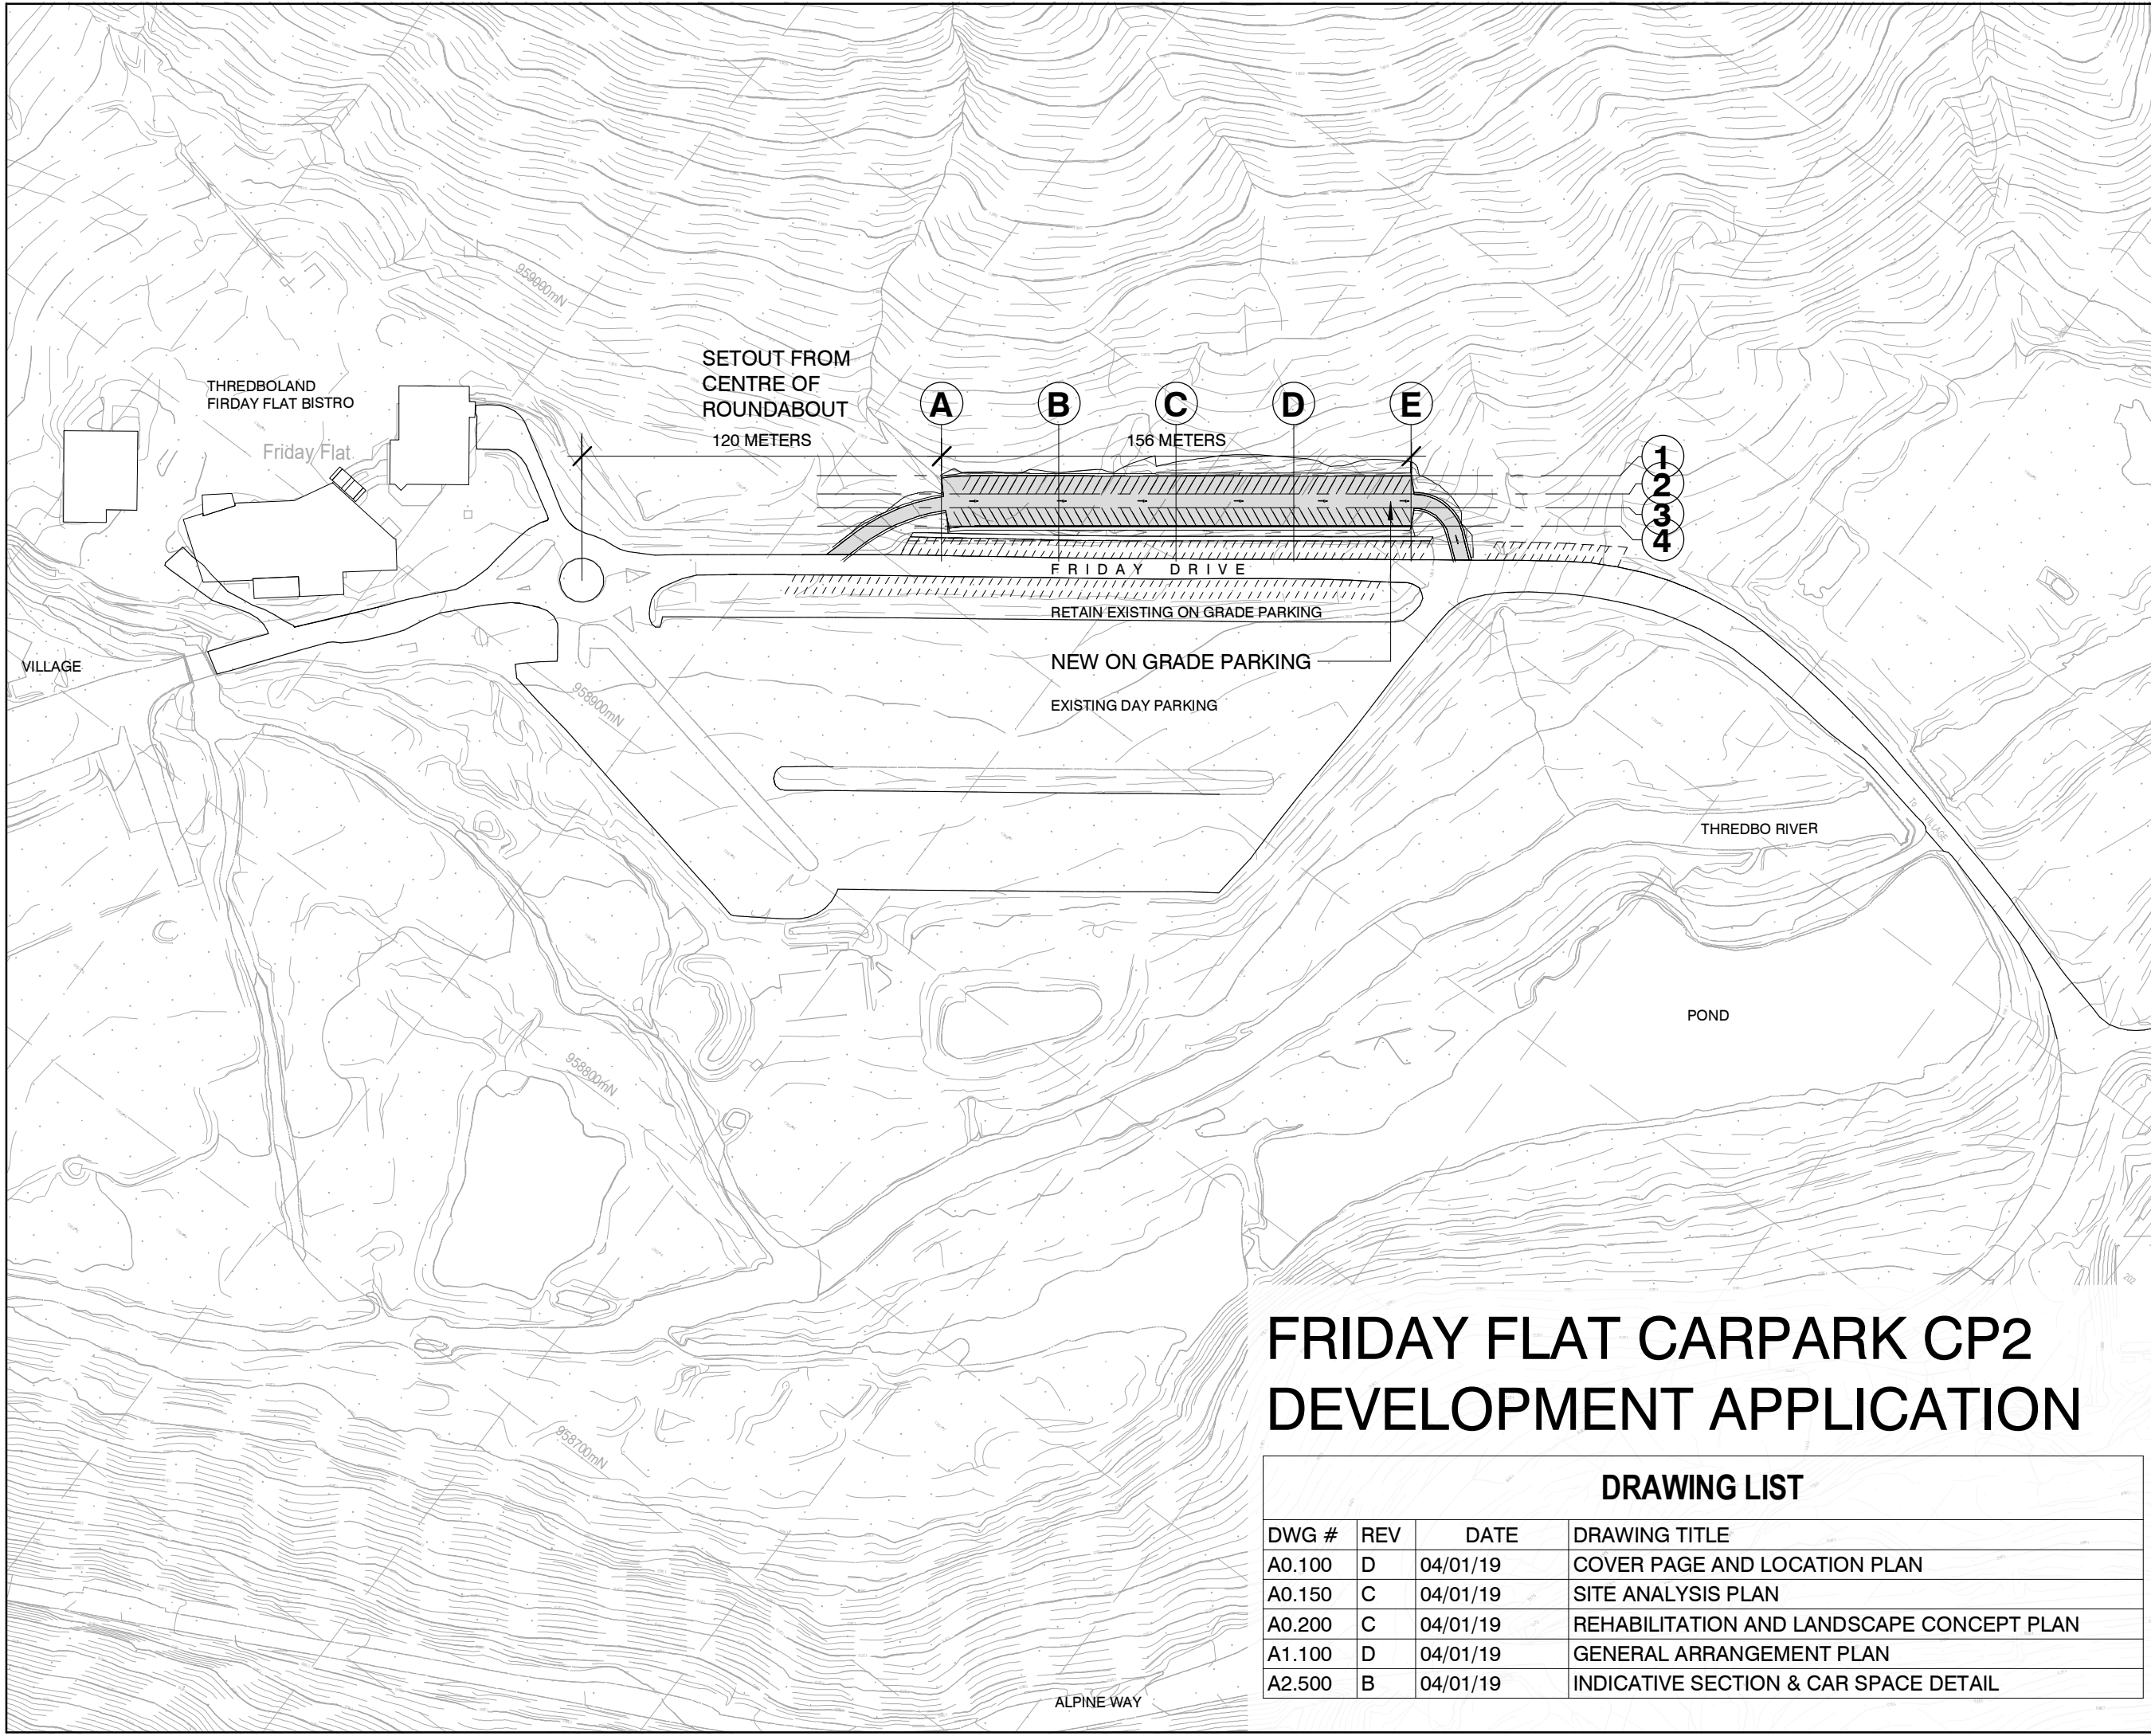 959000mN
SETOUT FROM
CENTRE OF
ROUNDABOUT
THREDBOLAND
FIRDAY FLAT BISTRO
Friday Flat
A
B
C
D
E
120 METERS
156 METERS
1
2
3
4
FRIDAY DRIVE
RETAIN EXISTING ON GRADE PARKING
NEW ON GRADE PARKING
VILLAGE
958900mN
EXISTING DAY PARKING
To VILLAGE
THREDBO RIVER
POND
958800mN
202
958700mN
ALPINE WAY
FRIDAY FLAT CARPARK CP2
DEVELOPMENT APPLICATION
DRAWING LIST
DWG # REV DATE DRAWING TITLE
A0.100 D 04/01/19 COVER PAGE AND LOCATION PLAN
A0.150 C 04/01/19 SITE ANALYSIS PLAN
A0.200 C 04/01/19 REHABILITATION AND LANDSCAPE CONCEPT PLAN
A1.100 D 04/01/19 GENERAL ARRANGEMENT PLAN
A2.500 B 04/01/19 INDICATIVE SECTION & CAR SPACE DETAIL